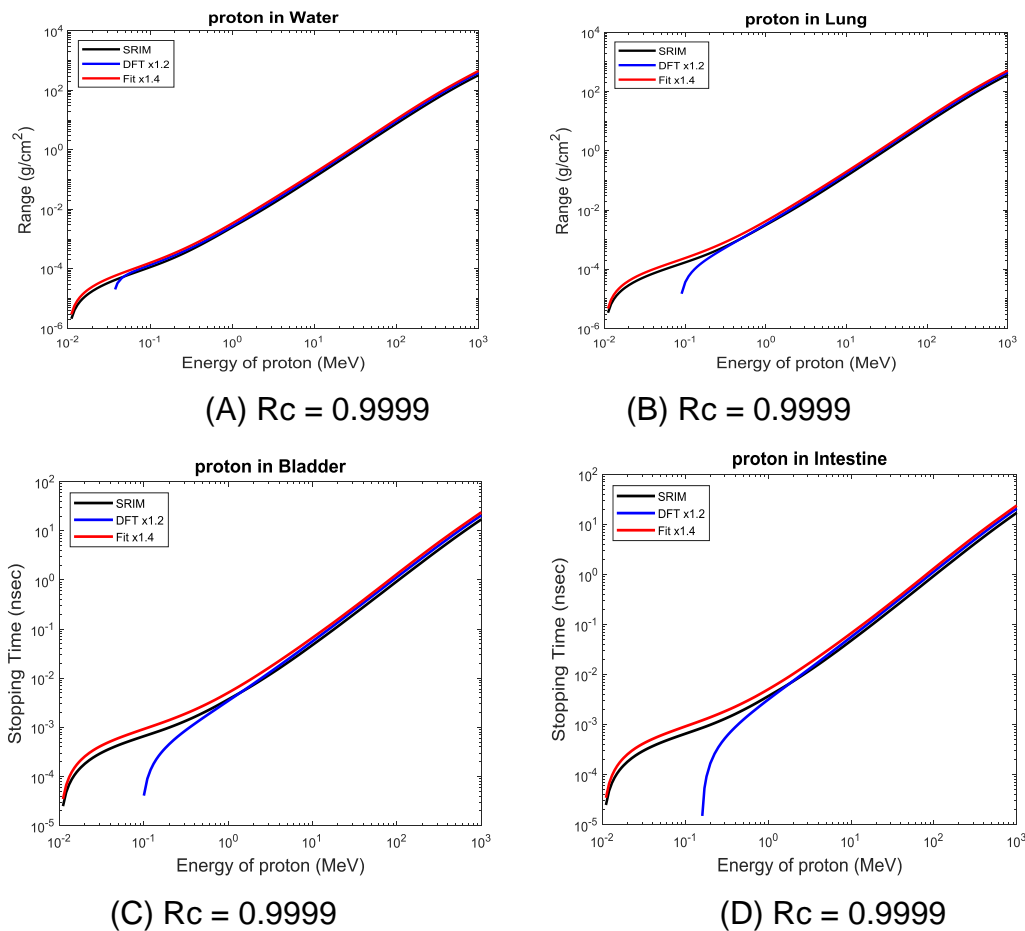 proton in Water
10^4
10^2
10^0
10^-2
10^-4
10^-6
Range (g/cm^2)
SRIM
DFT x1.2
Fit x1.4
10^-2 10^-1 10^0 10^1 10^2 10^3
Energy of proton (MeV)
(A) Rc = 0.9999
proton in Lung
10^4
10^2
10^0
10^-2
10^-4
10^-6
Range (g/cm^2)
SRIM
DFT x1.2
Fit x1.4
10^-2 10^-1 10^0 10^1 10^2 10^3
Energy of proton (MeV)
(B) Rc = 0.9999
proton in Bladder
10^2
10^1
10^0
10^-1
10^-2
10^-3
10^-4
10^-5
Stopping Time (nsec)
SRIM
DFT x1.2
Fit x1.4
10^-2 10^-1 10^0 10^1 10^2 10^3
Energy of proton (MeV)
(C) Rc = 0.9999
proton in Intestine
10^2
10^1
10^0
10^-1
10^-2
10^-3
10^-4
10^-5
Stopping Time (nsec)
SRIM
DFT x1.2
Fit x1.4
10^-2 10^-1 10^0 10^1 10^2 10^3
Energy of proton (MeV)
(D) Rc = 0.9999